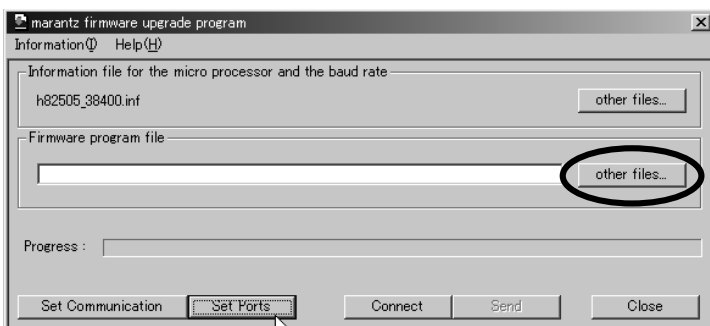 marantz firmware upgrade program
Information(I) Help(H)
Information file for the micro processor and the baud rate
h82505_38400.inf other files...
Firmware program file
other files...
Progress :
Set Communication Set Ports Connect Send Close